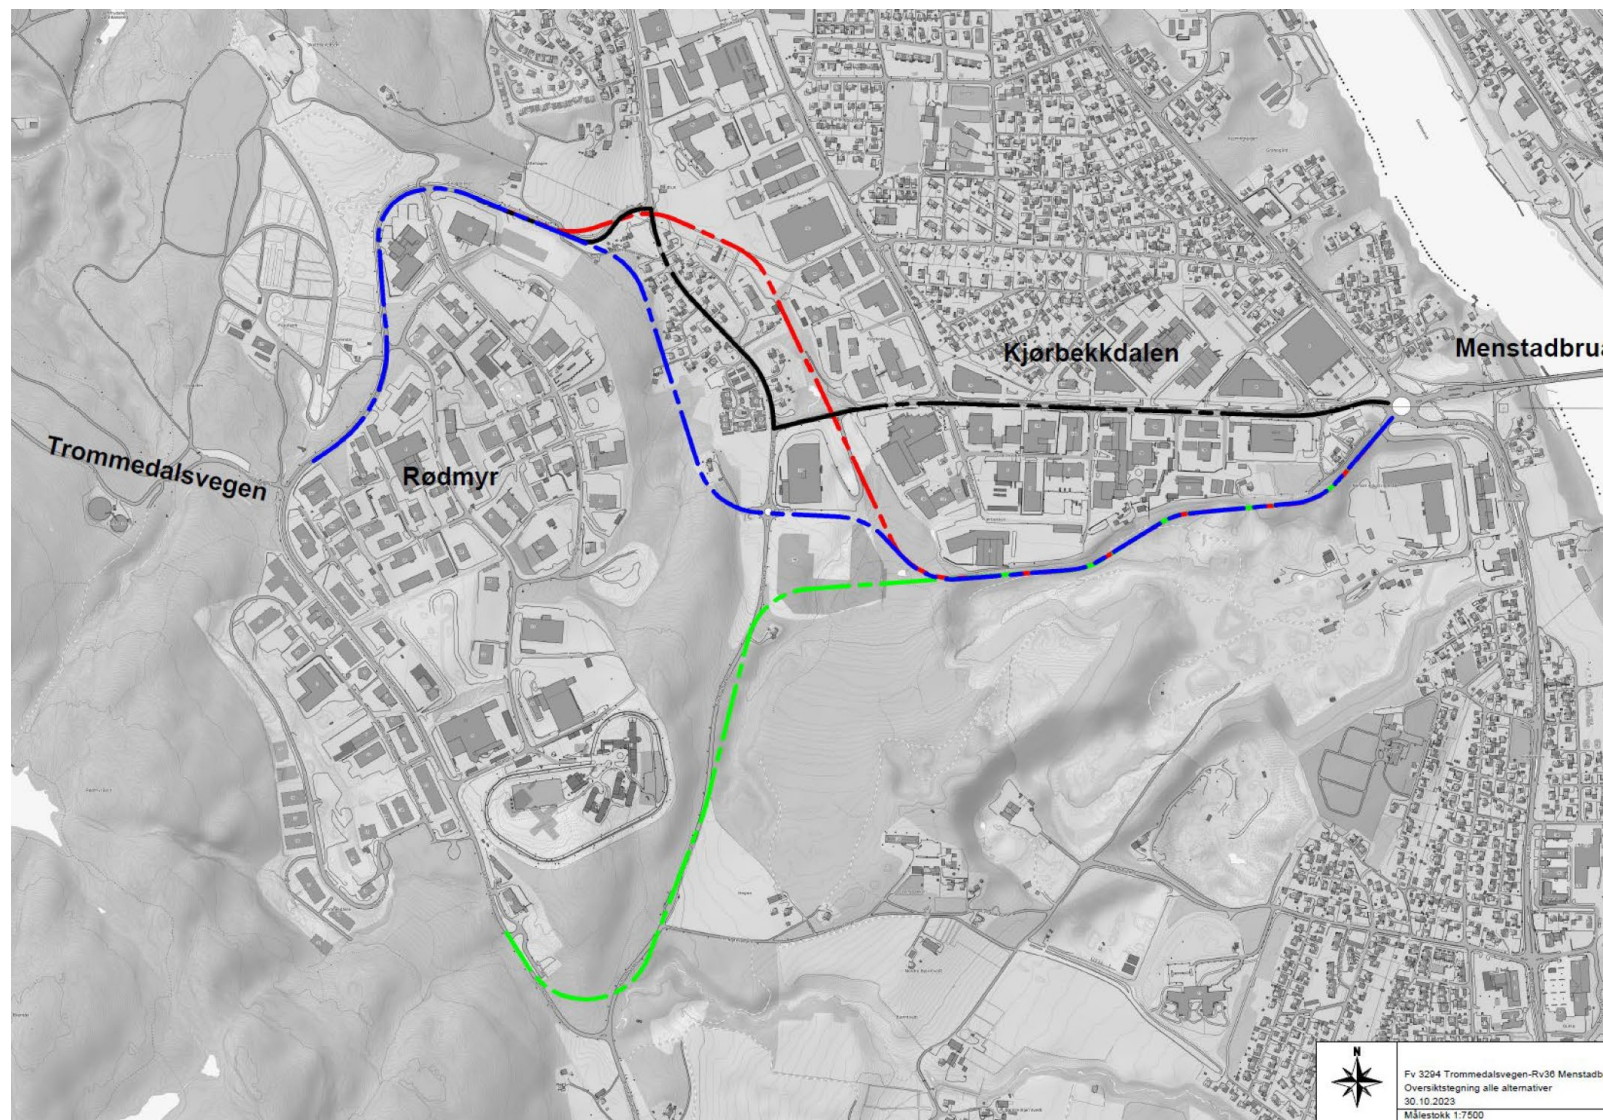 Kjørbekkdalen
Menstadbrua
Trommedalsvegen
Rødmyr
N
Fv 3294 Trommedalsvegen-Rv36 Menstadb
Oversiktstegning alle alternativer
30.10.2023
Målestokk 1:7500